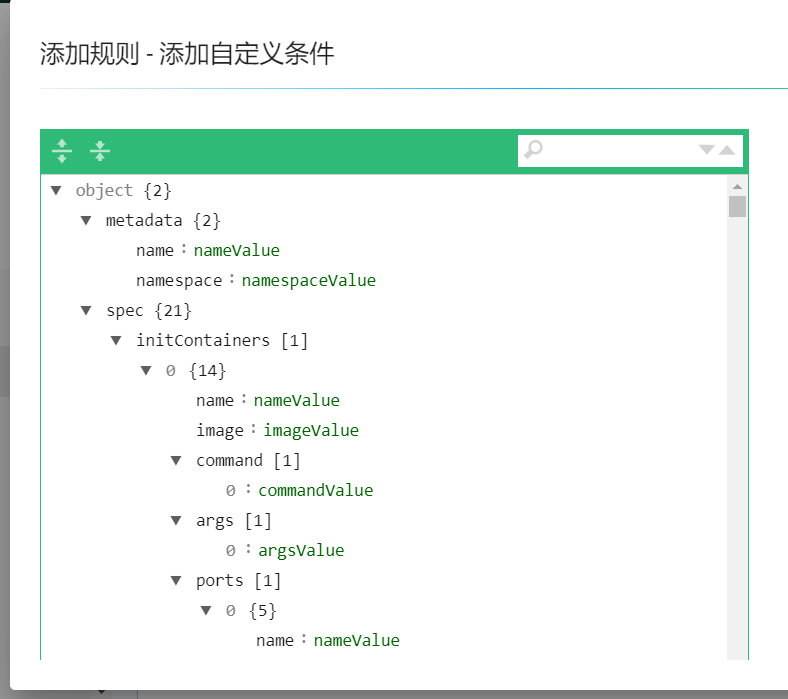 添加规则 - 添加自定义条件
object {2}
metadata {2}
name : nameValue
namespace : namespaceValue
spec {21}
initContainers [1]
0 {14}
name : nameValue
image : imageValue
command [1]
0 : commandValue
args [1]
0 : argsValue
ports [1]
0 {5}
name : nameValue